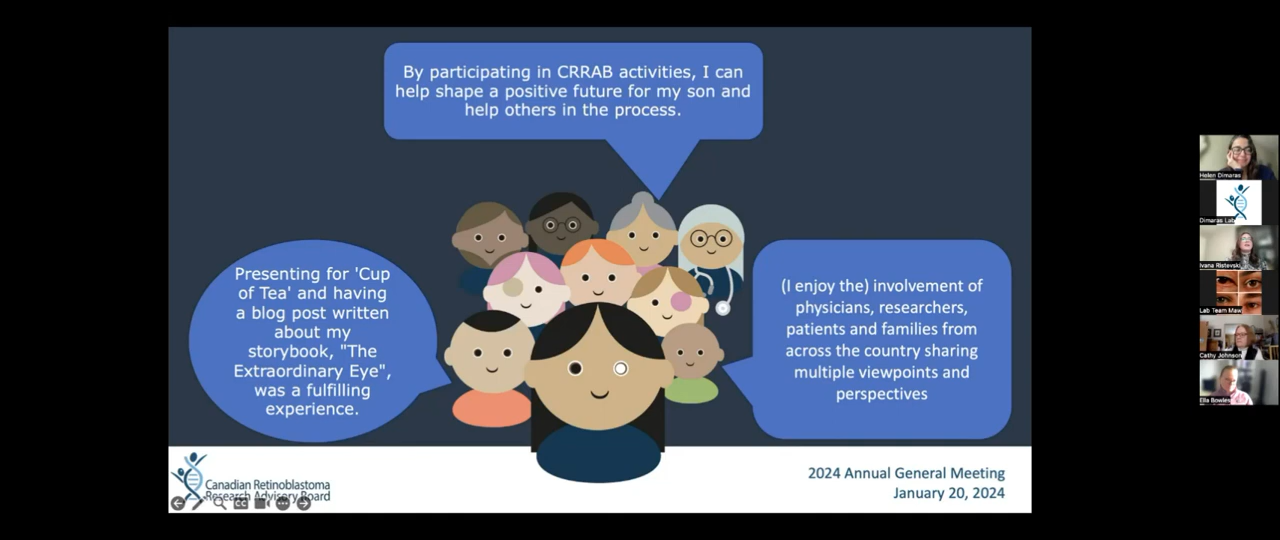 By participating in CRRAB activities, I can
help shape a positive future for my son and
help others in the process.
Presenting for 'Cup
of Tea' and having
a blog post written
about my
storybook, "The
Extraordinary Eye",
was a fulfilling
experience.
(I enjoy the) involvement of
physicians, researchers,
patients and families from
across the country sharing
multiple viewpoints and
perspectives
Canadian Retinoblastoma
Research Advisory Board
2024 Annual General Meeting
January 20, 2024
Helen Dimaras
Dimaras Lab
Ivana Ristevski
Lab Team Maw
Cathy Johnson
Ella Bowles